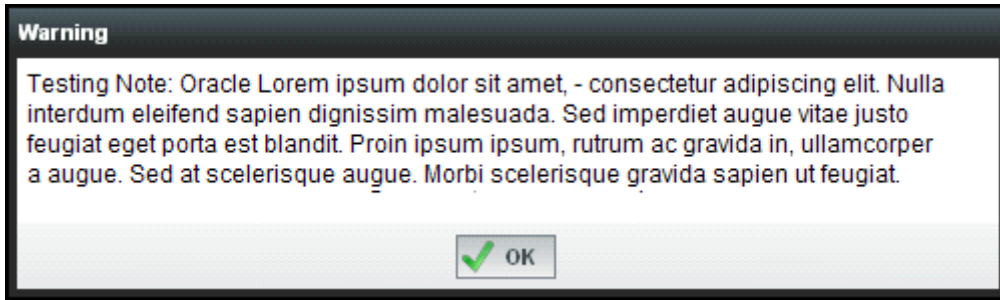 Warning
Testing Note: Oracle Lorem ipsum dolor sit amet, - consectetur adipiscing elit. Nulla
interdum eleifend sapien dignissim malesuada. Sed imperdiet augue vitae justo
feugiat eget porta est blandit. Proin ipsum ipsum, rutrum ac gravida in, ullamcorper
a augue. Sed at scelerisque augue. Morbi scelerisque gravida sapien ut feugiat.
OK